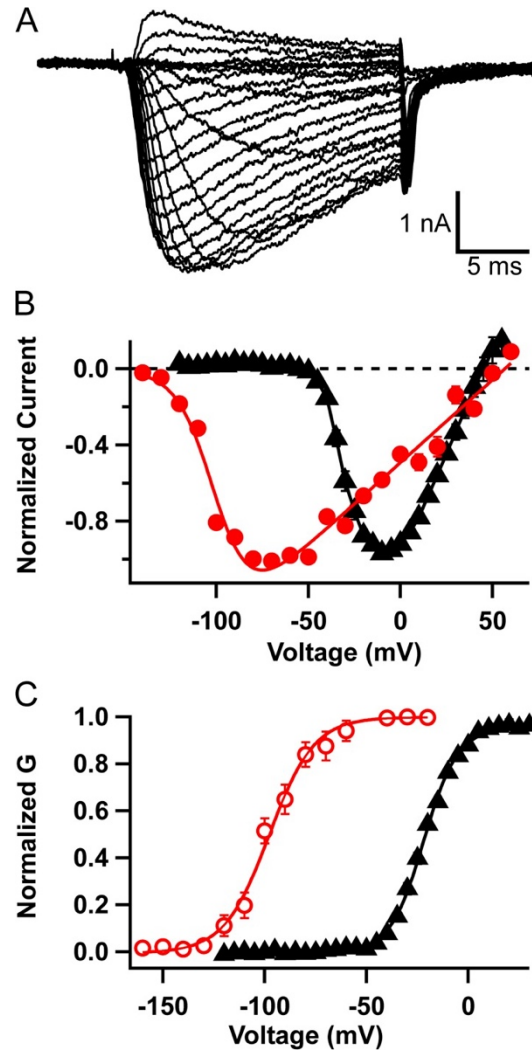 A
1 nA
5 ms
B
Normalized Current
0.0
-0.4
-0.8
-100
-50
0
50
Voltage (mV)
C
Normalized G
1.0
0.8
0.6
0.4
0.2
0.0
-150
-100
-50
0
Voltage (mV)